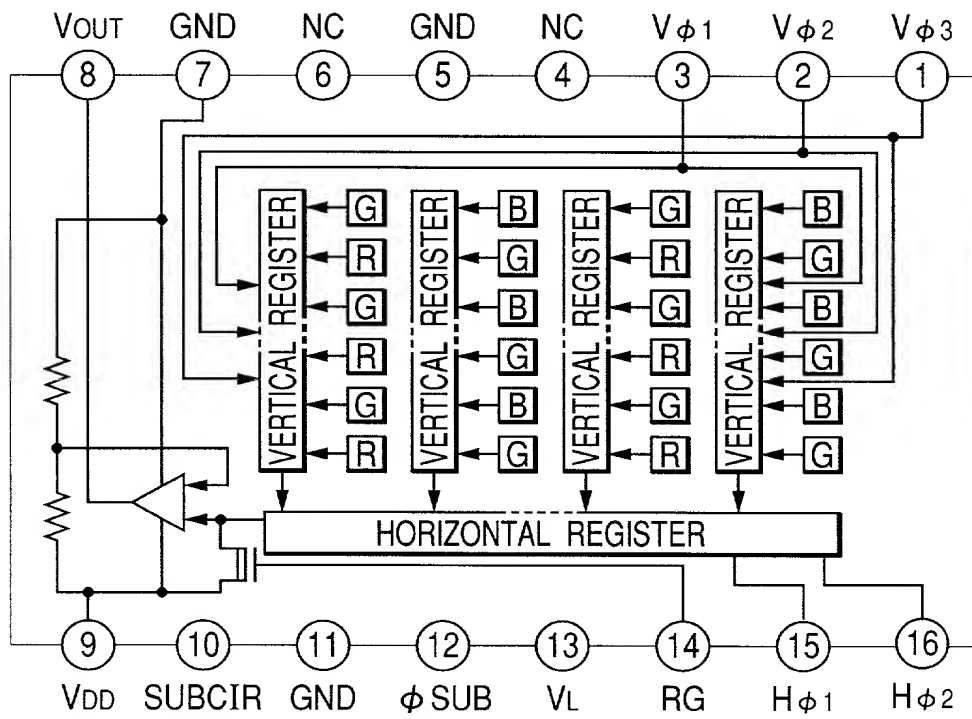 VOUT GND NC GND NC Vφ1 Vφ2 Vφ3
8 7 6 5 4 3 2 1
VERTICAL REGISTER VERTICAL REGISTER VERTICAL REGISTER VERTICAL REGISTER
G B G B
R G R G
G B G B
R G R G
G B G B
R G R G
HORIZONTAL REGISTER
9 10 11 12 13 14 15 16
VDD SUBCIR GND φSUB VL RG Hφ1 Hφ2